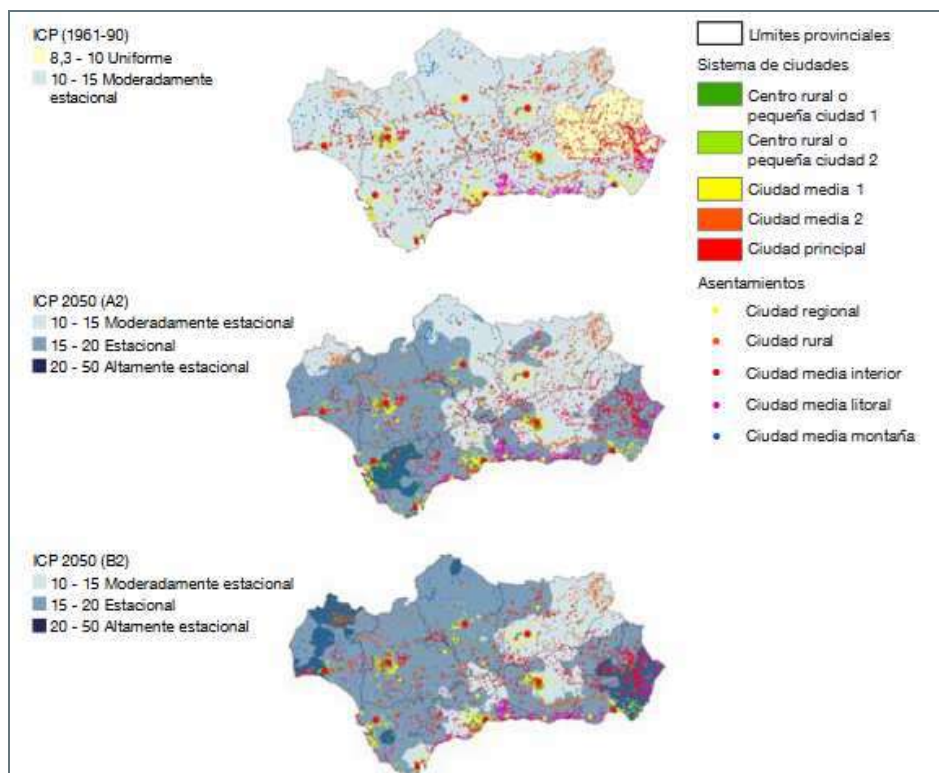 ICP (1961-90)
8,3 - 10 Uniforme
10 - 15 Moderadamente
estacional
ICP 2050 (A2)
10 - 15 Moderadamente estacional
15 - 20 Estacional
20 - 50 Altamente estacional
ICP 2050 (B2)
10 - 15 Moderadamente estacional
15 - 20 Estacional
20 - 50 Altamente estacional
Límites provinciales
Sistema de ciudades
Centro rural o
pequeña ciudad 1
Centro rural o
pequeña ciudad 2
Ciudad media 1
Ciudad media 2
Ciudad principal
Asentamientos
Ciudad regional
Ciudad rural
Ciudad media interior
Ciudad media litoral
Ciudad media montaña